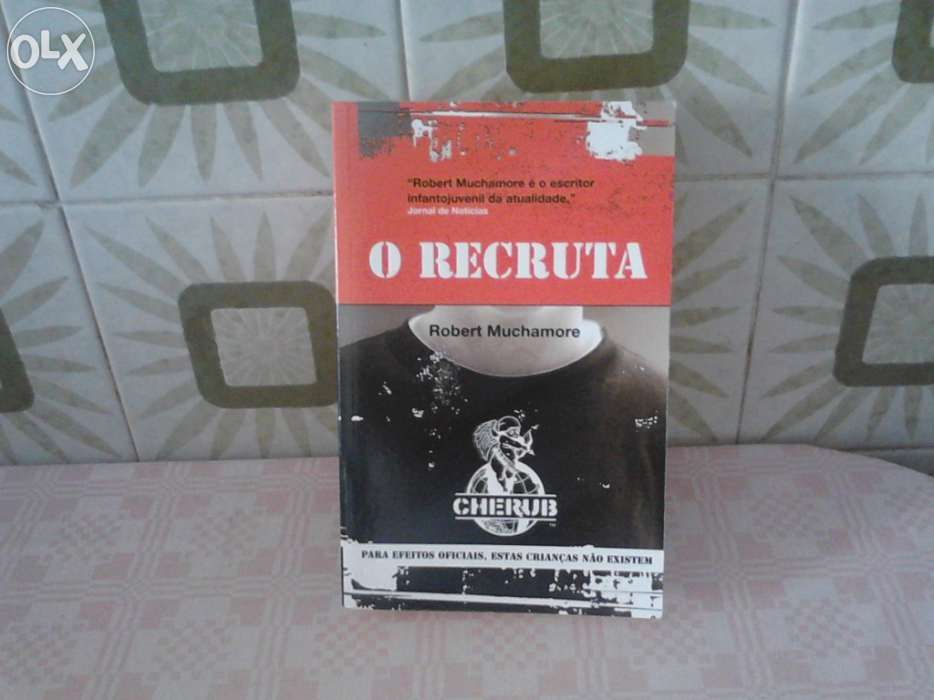 OLX
"Robert Muchamore é o escritor
infantojuvenil da atualidade."
Jornal de Notícias
O RECRUTA
Robert Muchamore
CHERUB
TM
PARA EFEITOS OFICIAIS, ESTAS CRIANÇAS NÃO EXISTEM